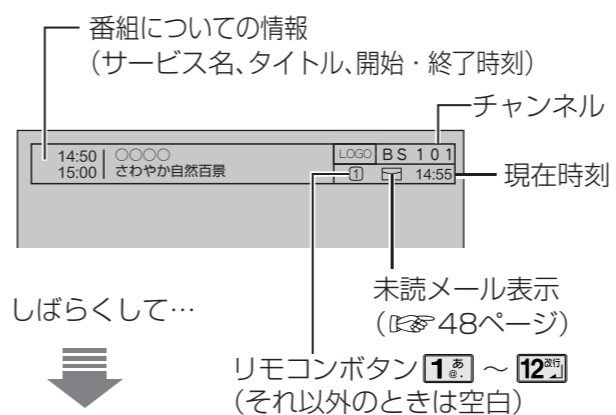 番組についての情報
（サービス名、タイトル、開始・終了時刻）
チャンネル
14:50 ○○○○ LOGO BS 101
15:00 さわやか自然百景 1 14:55
現在時刻
しばらくして…
未読メール表示
（☞48ページ）
リモコンボタン 1 あ @. ～ 12 改行
（それ以外のときは空白）